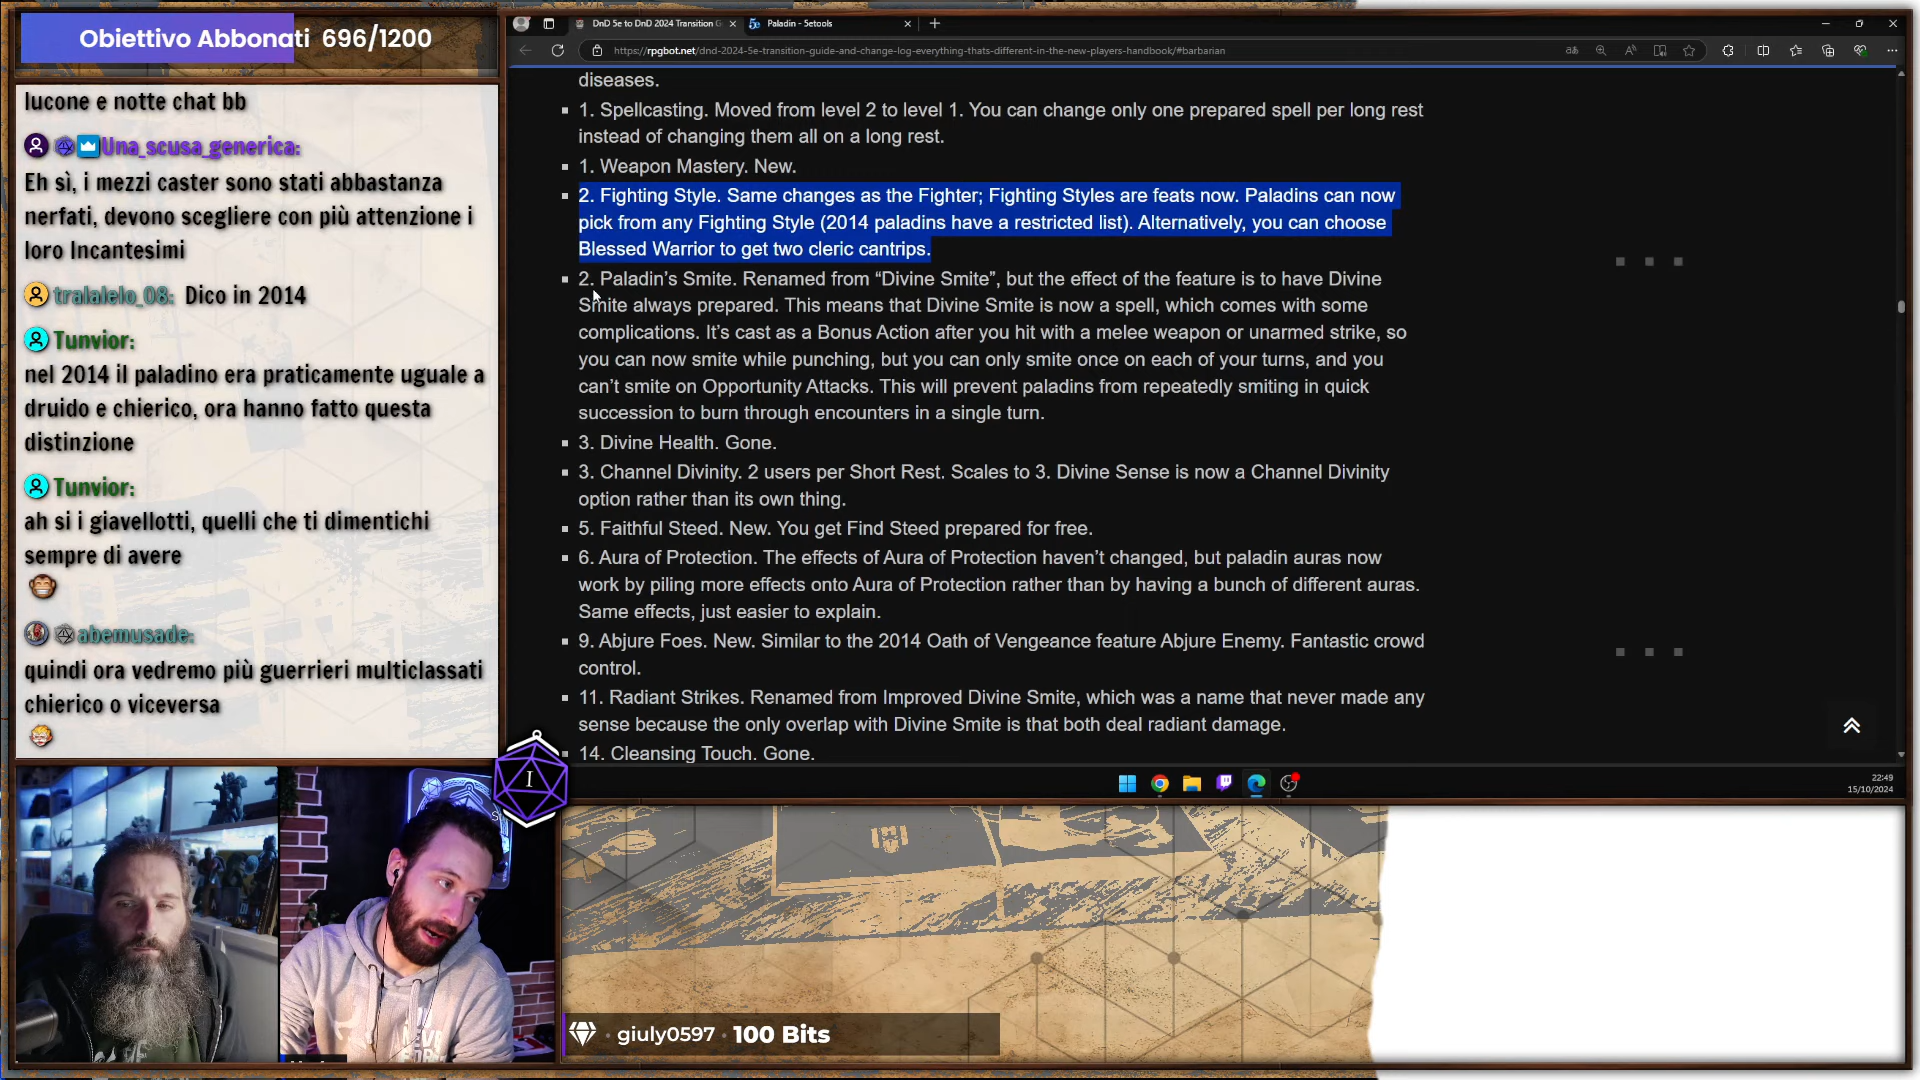 Obiettivo Abbonati 696/1200
lucone e notte chat bb
Una_scusa_generica:
Eh sì, i mezzi caster sono stati abbastanza
nerfati, devono scegliere con più attenzione i
loro Incantesimi
tralalelo_08: Dico in 2014
Tunvior:
nel 2014 il paladino era praticamente uguale a
druido e chierico, ora hanno fatto questa
distinzione
Tunvior:
ah si i giavellotti, quelli che ti dimentichi
sempre di avere
abemusade:
quindi ora vedremo più guerrieri multiclassati
chierico o viceversa
DnD 5e to DnD 2024 Transition G
Paladin - 5etools
https://rpgbot.net/dnd-2024-5e-transition-guide-and-change-log-everything-thats-different-in-the-new-players-handbook/#barbarian
diseases.
1. Spellcasting. Moved from level 2 to level 1. You can change only one prepared spell per long rest
instead of changing them all on a long rest.
1. Weapon Mastery. New.
2. Fighting Style. Same changes as the Fighter; Fighting Styles are feats now. Paladins can now
pick from any Fighting Style (2014 paladins have a restricted list). Alternatively, you can choose
Blessed Warrior to get two cleric cantrips.
2. Paladin’s Smite. Renamed from “Divine Smite”, but the effect of the feature is to have Divine
Smite always prepared. This means that Divine Smite is now a spell, which comes with some
complications. It’s cast as a Bonus Action after you hit with a melee weapon or unarmed strike, so
you can now smite while punching, but you can only smite once on each of your turns, and you
can’t smite on Opportunity Attacks. This will prevent paladins from repeatedly smiting in quick
succession to burn through encounters in a single turn.
3. Divine Health. Gone.
3. Channel Divinity. 2 users per Short Rest. Scales to 3. Divine Sense is now a Channel Divinity
option rather than its own thing.
5. Faithful Steed. New. You get Find Steed prepared for free.
6. Aura of Protection. The effects of Aura of Protection haven’t changed, but paladin auras now
work by piling more effects onto Aura of Protection rather than by having a bunch of different auras.
Same effects, just easier to explain.
9. Abjure Foes. New. Similar to the 2014 Oath of Vengeance feature Abjure Enemy. Fantastic crowd
control.
11. Radiant Strikes. Renamed from Improved Divine Smite, which was a name that never made any
sense because the only overlap with Divine Smite is that both deal radiant damage.
14. Cleansing Touch. Gone.
22:49
15/10/2024
I
giuly0597 · 100 Bits